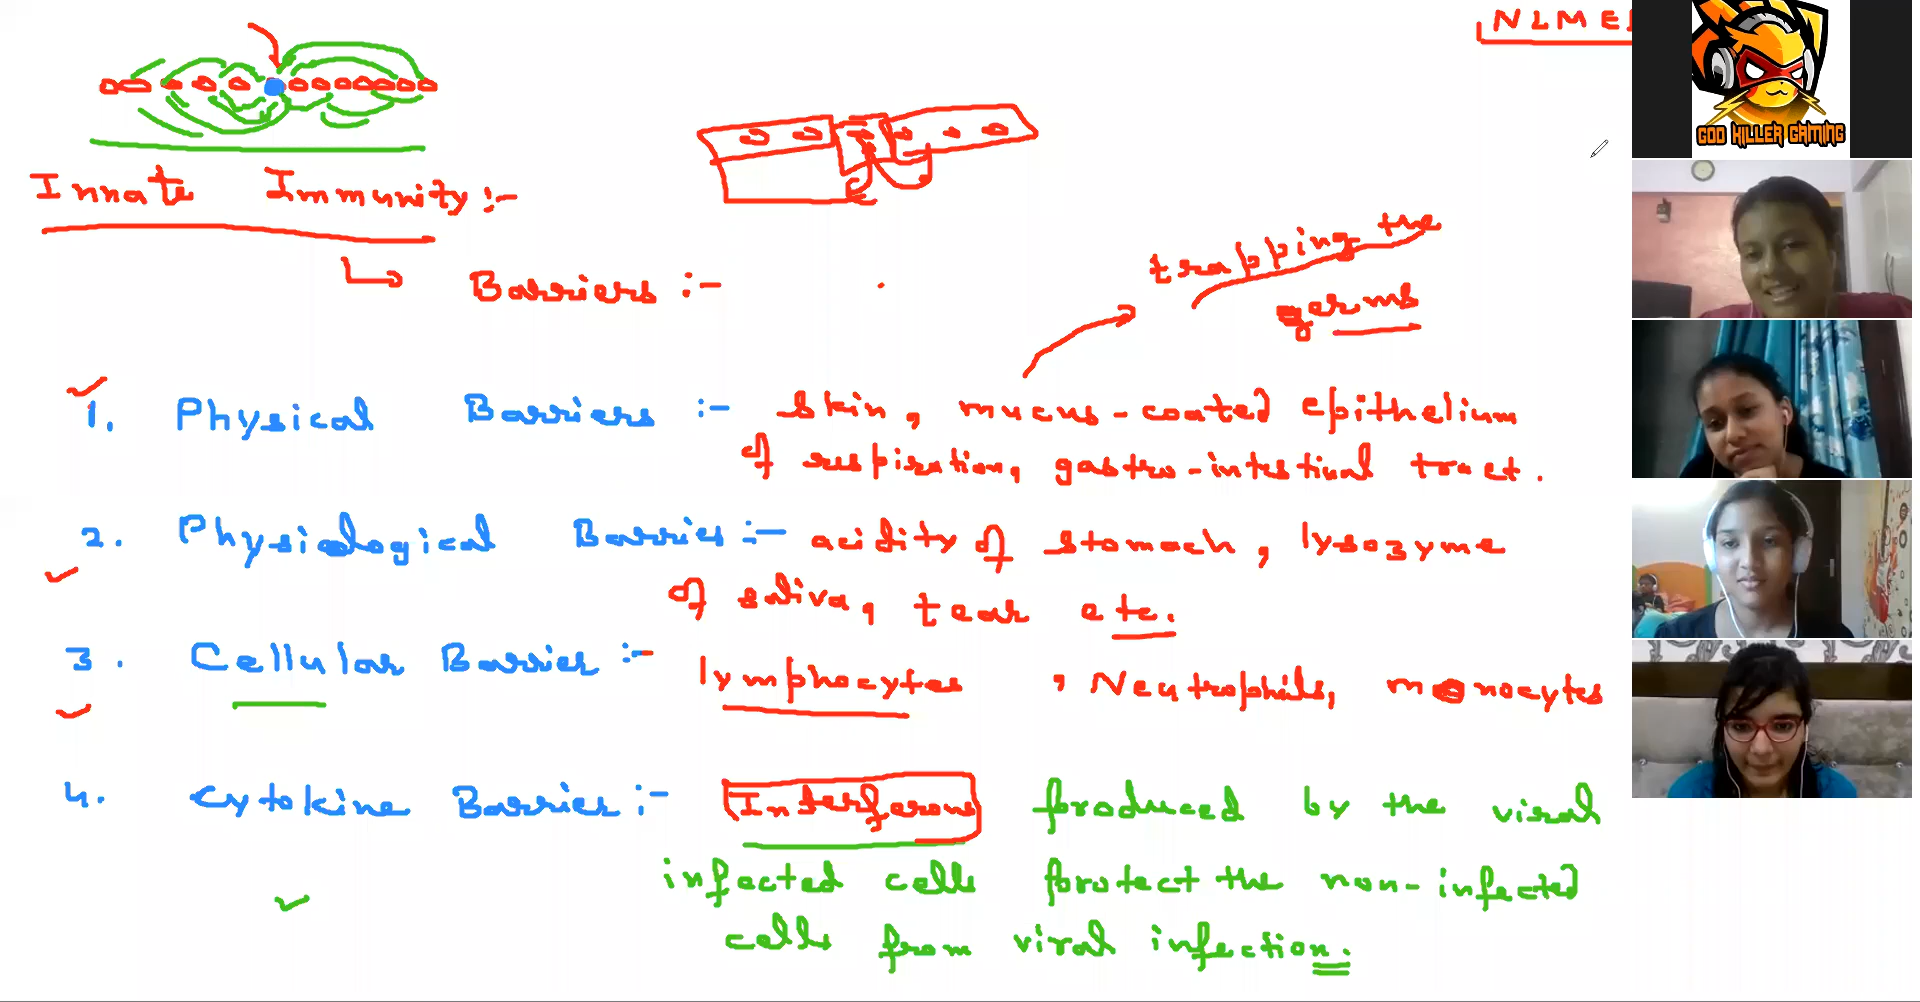 NLME
GOD KILLER GAMING
Innate Immunity :-
Barriers :-
trapping the
germs
1. Physical Barriers :- Skin, mucus-coated epithelium
of respiration, gastro-intestinal tract.
2. Physiological Barrier :- acidity of stomach, lysozyme
of saliva, tear etc.
3. Cellular Barrier :- lymphocytes, Neutrophils, monocytes
4. Cytokine Barrier :- Interferons produced by the viral
infected cells protect the non-infected
cells from viral infection.